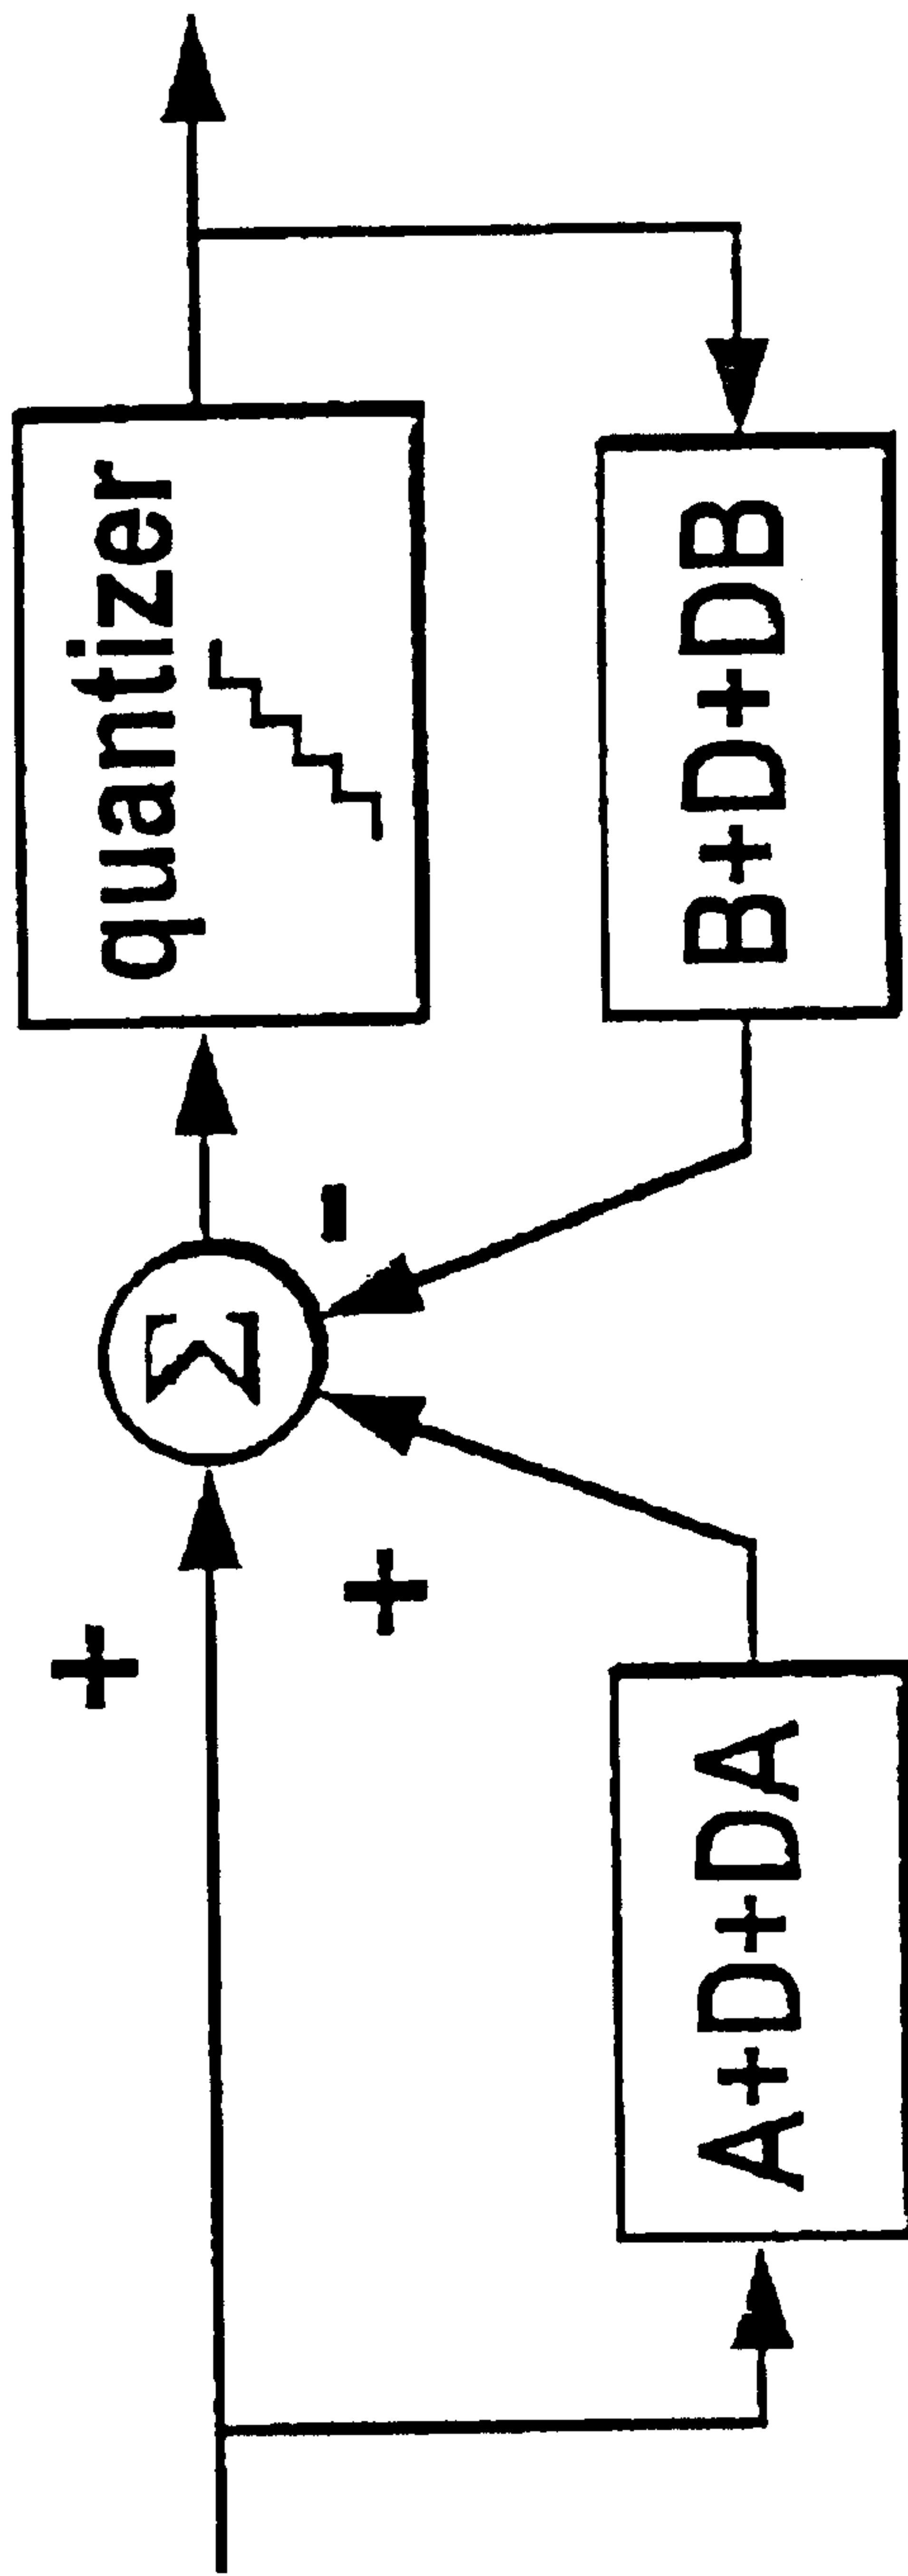 +
Σ
quantizer
+
-
A+D+DA
B+D+DB